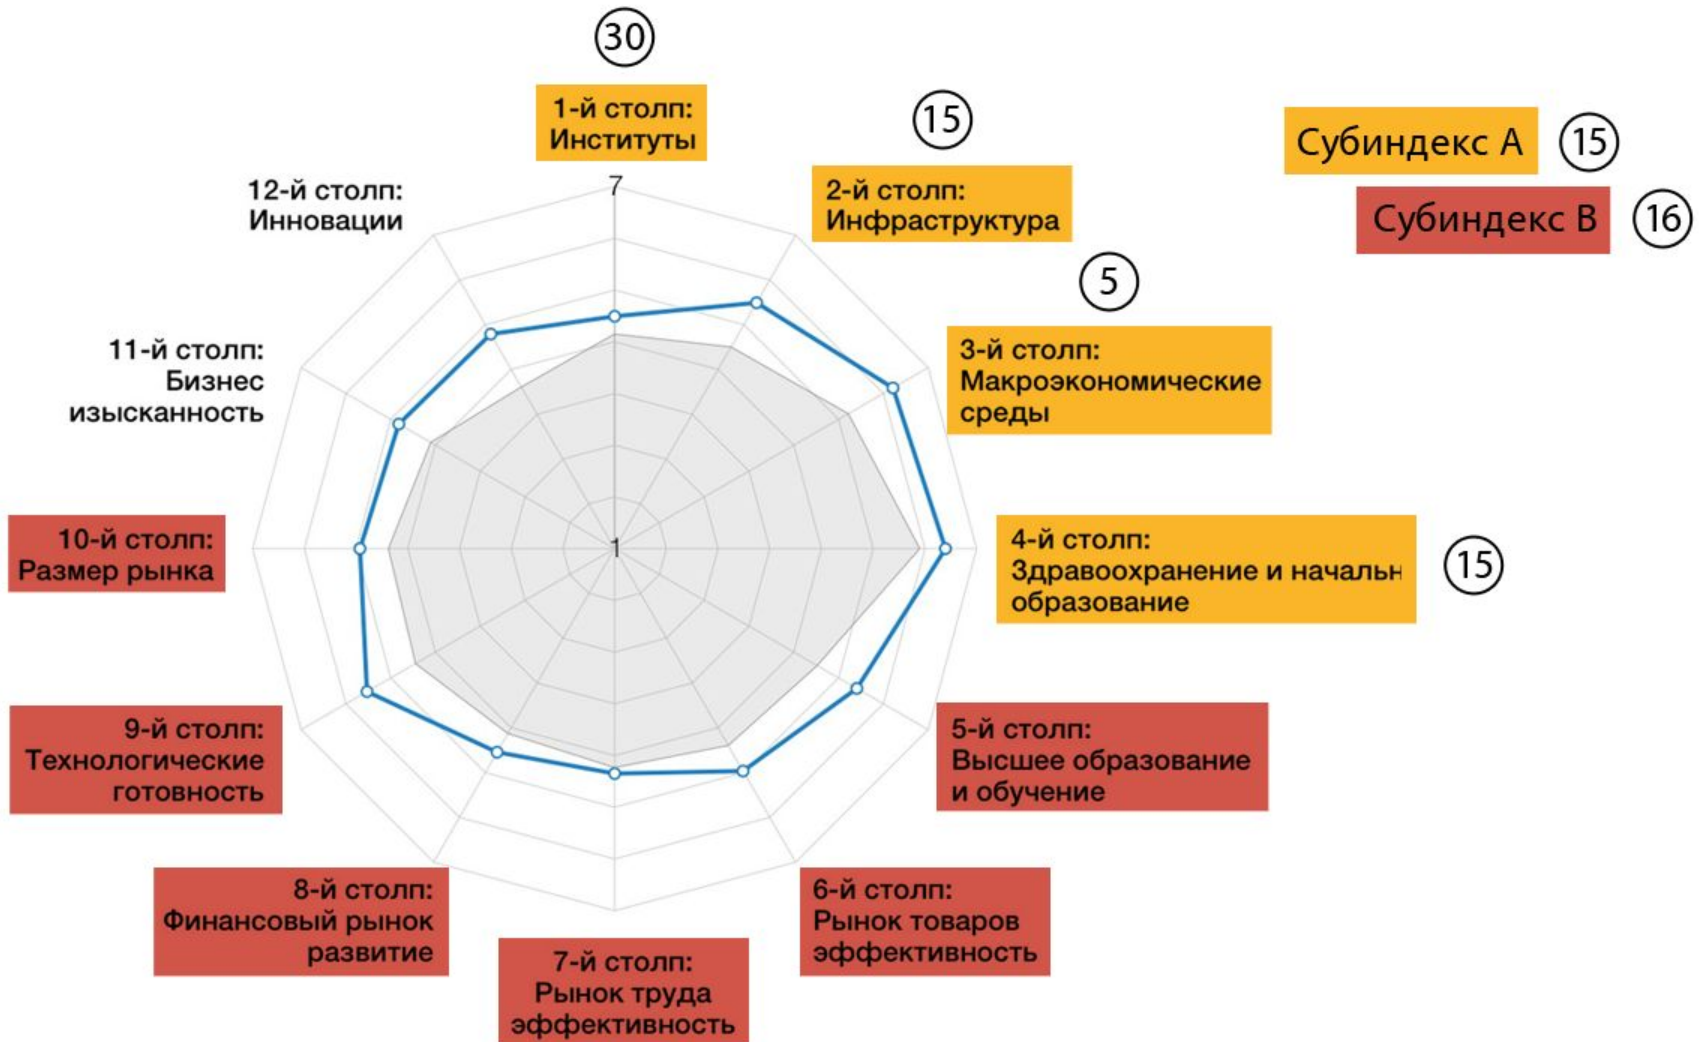 30
1-й столп:
Институты
15
2-й столп:
Инфраструктура
Субиндекс А
15
Субиндекс В
16
5
3-й столп:
Макроэкономические
среды
15
4-й столп:
Здравоохранение и начальн
образование
5-й столп:
Высшее образование
и обучение
6-й столп:
Рынок товаров
эффективность
7-й столп:
Рынок труда
эффективность
8-й столп:
Финансовый рынок
развитие
9-й столп:
Технологические
готовность
10-й столп:
Размер рынка
11-й столп:
Бизнес
изысканность
12-й столп:
Инновации
7
1